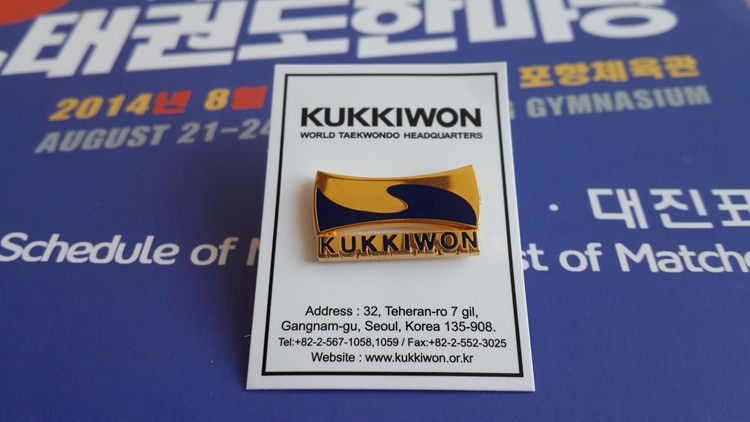 태권도한마당
2014년 8월
포항체육관
AUGUST 21-24
GYMNASIUM
· 대진표
Schedule of
st of Matche
KUKKIWON
WORLD TAEKWONDO HEADQUARTERS
KUKKIWON
Address : 32, Teheran-ro 7 gil,
Gangnam-gu, Seoul, Korea 135-908.
Tel:+82-2-567-1058,1059 / Fax:+82-2-552-3025
Website : www.kukkiwon.or.kr